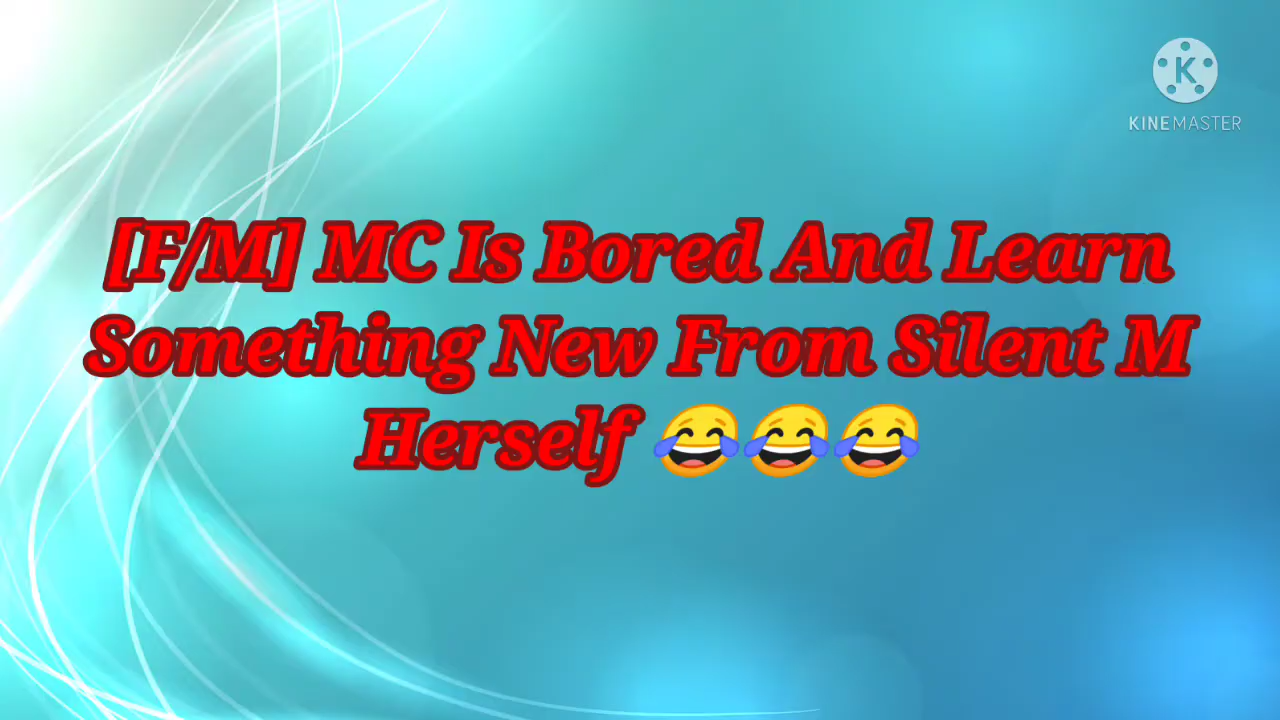 KINEMASTER
[F/M] MC Is Bored And Learn
Something New From Silent M
Herself 😂😂😂